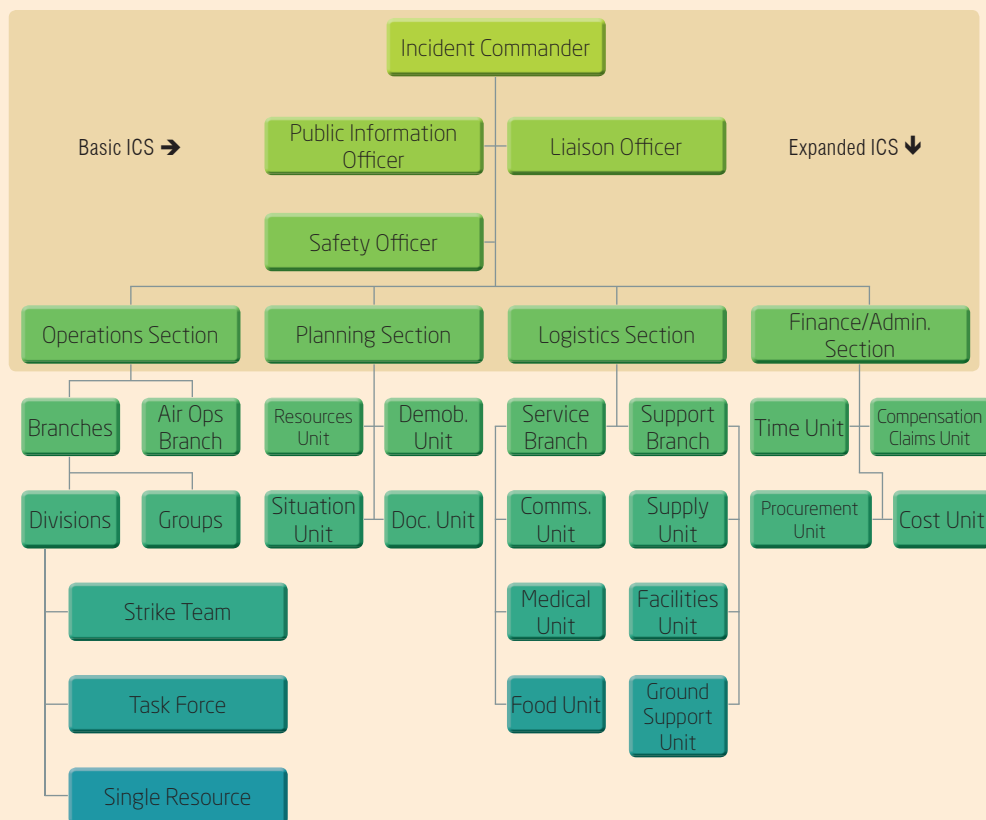 Incident Commander
Basic ICS ➔
Public Information
Officer
Liaison Officer
Expanded ICS 🡻
Safety Officer
Operations Section
Planning Section
Logistics Section
Finance/Admin.
Section
Branches
Air Ops
Branch
Resources
Unit
Demob.
Unit
Service
Branch
Support
Branch
Time Unit
Compensation
Claims Unit
Divisions
Groups
Situation
Unit
Doc. Unit
Comms.
Unit
Supply
Unit
Procurement
Unit
Cost Unit
Strike Team
Medical
Unit
Facilities
Unit
Task Force
Food Unit
Ground
Support
Unit
Single Resource